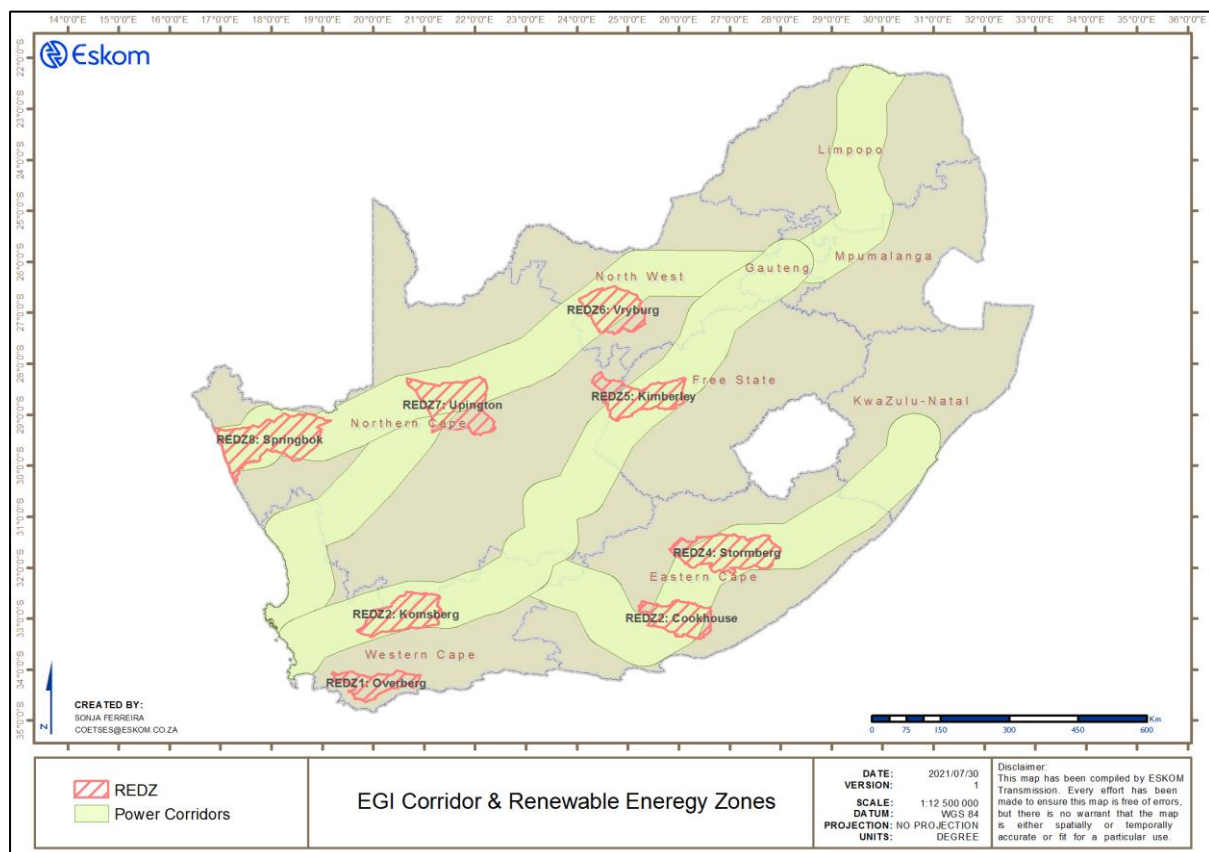 14°0'0"E 15°0'0"E 16°0'0"E 17°0'0"E 18°0'0"E 19°0'0"E 20°0'0"E 21°0'0"E 22°0'0"E 23°0'0"E 24°0'0"E 25°0'0"E 26°0'0"E 27°0'0"E 28°0'0"E 29°0'0"E 30°0'0"E 31°0'0"E 32°0'0"E 33°0'0"E 34°0'0"E 35°0'0"E 36°0'0"E
Eskom
22°0'0"S
23°0'0"S
24°0'0"S
25°0'0"S
26°0'0"S
27°0'0"S
28°0'0"S
29°0'0"S
30°0'0"S
31°0'0"S
32°0'0"S
33°0'0"S
34°0'0"S
35°0'0"S
Limpopo
Mpumalanga
Gauteng
North West
REDZ6: Vryburg
Free State
REDZ5: Kimberley
KwaZulu-Natal
REDZ7: Upington
Northern Cape
REDZ8: Springbok
REDZ4: Stormberg
Eastern Cape
REDZ2: Komsberg
REDZ2: Cookhouse
Western Cape
REDZ1: Overberg
N
CREATED BY:
SONJA FERREIRA
COETSES@ESKOM.CO.ZA
Km
0 75 150 300 450 600
REDZ
Power Corridors
EGI Corridor & Renewable Eneregy Zones
DATE: 2021/07/30
VERSION: 1
SCALE: 1:12 500 000
DATUM: WGS 84
PROJECTION: NO PROJECTION
UNITS: DEGREE
Disclaimer:
This map has been compiled by ESKOM
Transmission. Every effort has been
made to ensure this map is free of errors,
but there is no warrant that the map
is either spatially or temporally
accurate or fit for a particular use.